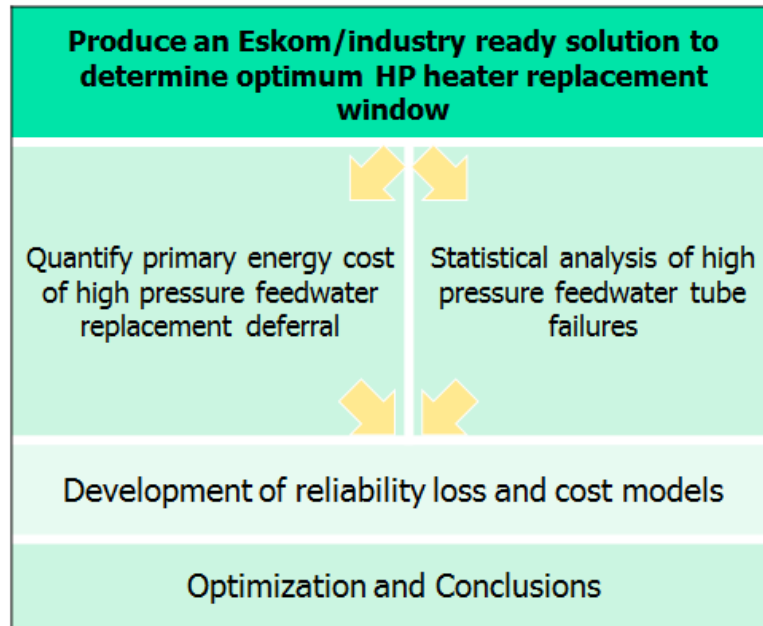 Produce an Eskom/industry ready solution to
determine optimum HP heater replacement
window
Quantify primary energy cost
of high pressure feedwater
replacement deferral
Statistical analysis of high
pressure feedwater tube
failures
Development of reliability loss and cost models
Optimization and Conclusions